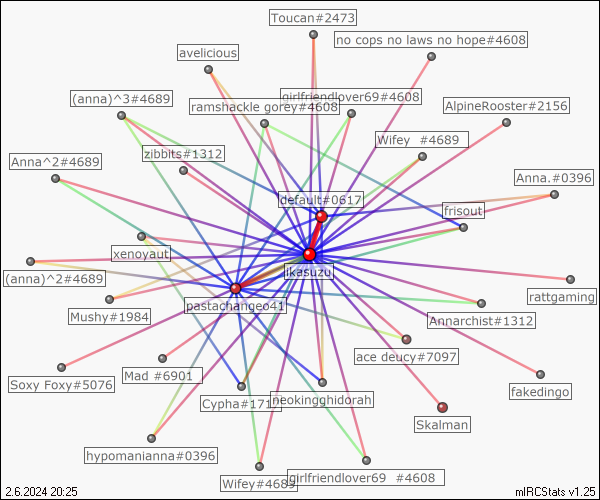 Toucan#2473
no cops no laws no hope#4608
avelicious
(anna)^3#4689
ramshackle gorey#4608
girlfriendlover69#4608
AlpineRooster#2156
Wifey #4689
zibbits#1312
Anna^2#4689
Anna.#0396
default#0617
frisout
xenoyaut
(anna)^2#4689
ikasuzu
rattgaming
pastachangeo41
Mushy#1984
Annarchist#1312
ace deucy#7097
Soxy Foxy#5076
Mad #6901
fakedingo
Cypha#171
neokingghidorah
Skalman
hypomanianna#0396
Wifey#4689
girlfriendlover69 #4608
2.6.2024 20:25
mIRCStats v1.25